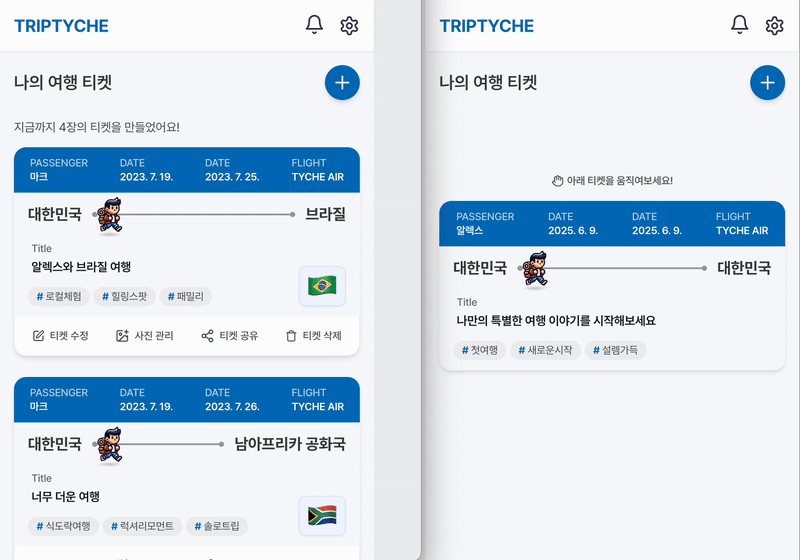 TRIPTYCHE
나의 여행 티켓
지금까지 4장의 티켓을 만들었어요!
PASSENGER DATE DATE FLIGHT
마크 2023. 7. 19. 2023. 7. 25. TYCHE AIR
대한민국 브라질
Title
알렉스와 브라질 여행
# 로컬체험 # 힐링스팟 # 패밀리
티켓 수정 사진 관리 티켓 공유 티켓 삭제
PASSENGER DATE DATE FLIGHT
마크 2023. 7. 19. 2023. 7. 26. TYCHE AIR
대한민국 남아프리카 공화국
Title
너무 더운 여행
# 식도락여행 # 럭셔리모먼트 # 솔로트립
TRIPTYCHE
나의 여행 티켓
아래 티켓을 움직여보세요!
PASSENGER DATE DATE FLIGHT
알렉스 2025. 6. 9. 2025. 6. 9. TYCHE AIR
대한민국 대한민국
Title
나만의 특별한 여행 이야기를 시작해보세요
# 첫여행 # 새로운시작 # 설렘가득